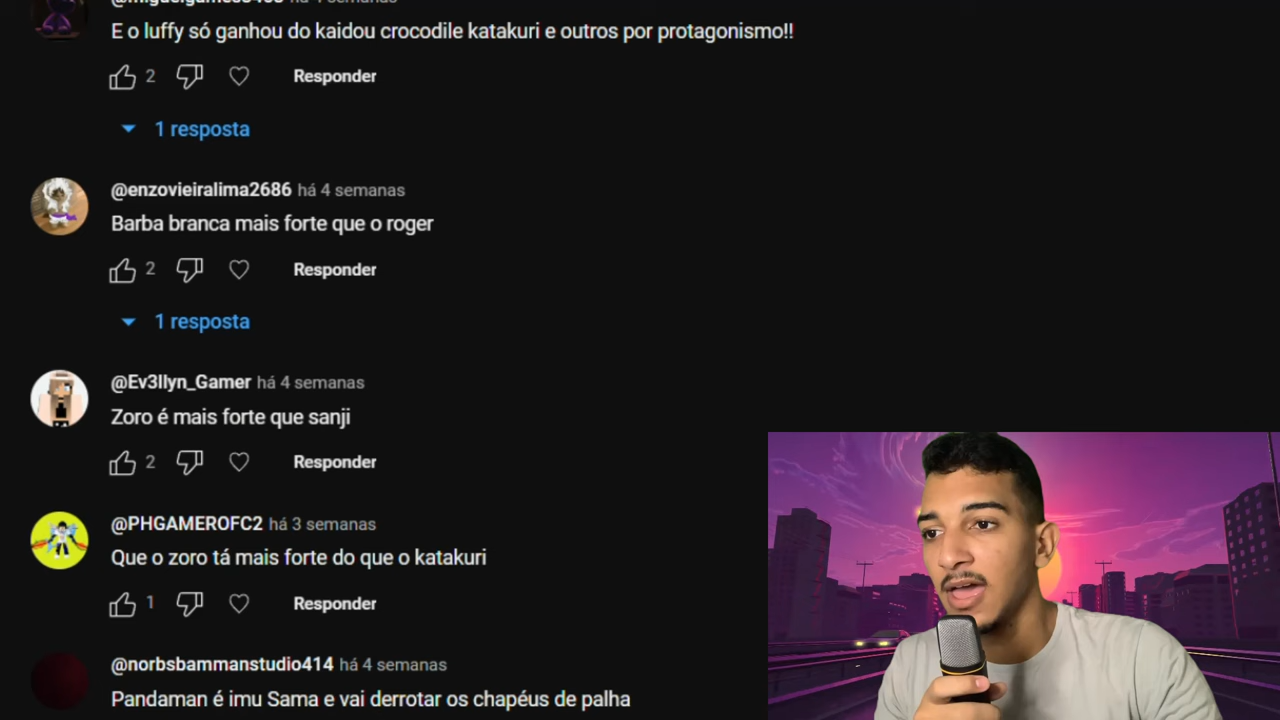 há 4 semanas
E o luffy só ganhou do kaidou crocodile katakuri e outros por protagonismo!!
2 Responder
1 resposta
@enzovieiralima2686 há 4 semanas
Barba branca mais forte que o roger
2 Responder
1 resposta
@Ev3llyn_Gamer há 4 semanas
Zoro é mais forte que sanji
2 Responder
@PHGAMEROFC2 há 3 semanas
Que o zoro tá mais forte do que o katakuri
1 Responder
@norbsbammanstudio414 há 4 semanas
Pandaman é imu Sama e vai derrotar os chapéus de palha